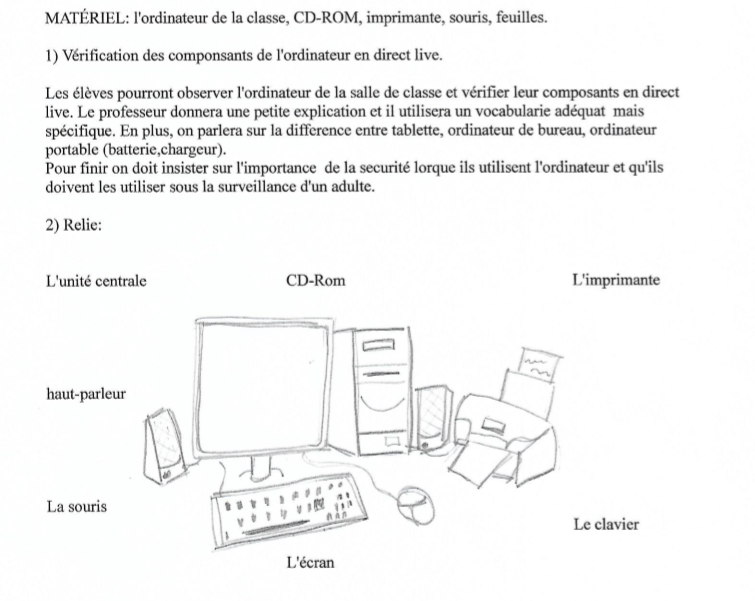 MATÉRIEL: l'ordinateur de la classe, CD-ROM, imprimante, souris, feuilles.
1) Vérification des componsants de l'ordinateur en direct live.
Les élèves pourront observer l'ordinateur de la salle de classe et vérifier leur composants en direct
live. Le professeur donnera une petite explication et il utilisera un vocabularie adéquat mais
spécifique. En plus, on parlera sur la difference entre tablette, ordinateur de bureau, ordinateur
portable (batterie,chargeur).
Pour finir on doit insister sur l'importance de la securité lorque ils utilisent l'ordinateur et qu'ils
doivent les utiliser sous la surveillance d'un adulte.
2) Relie:
L'unité centrale CD-Rom L'imprimante
haut-parleur
La souris
Le clavier
L'écran